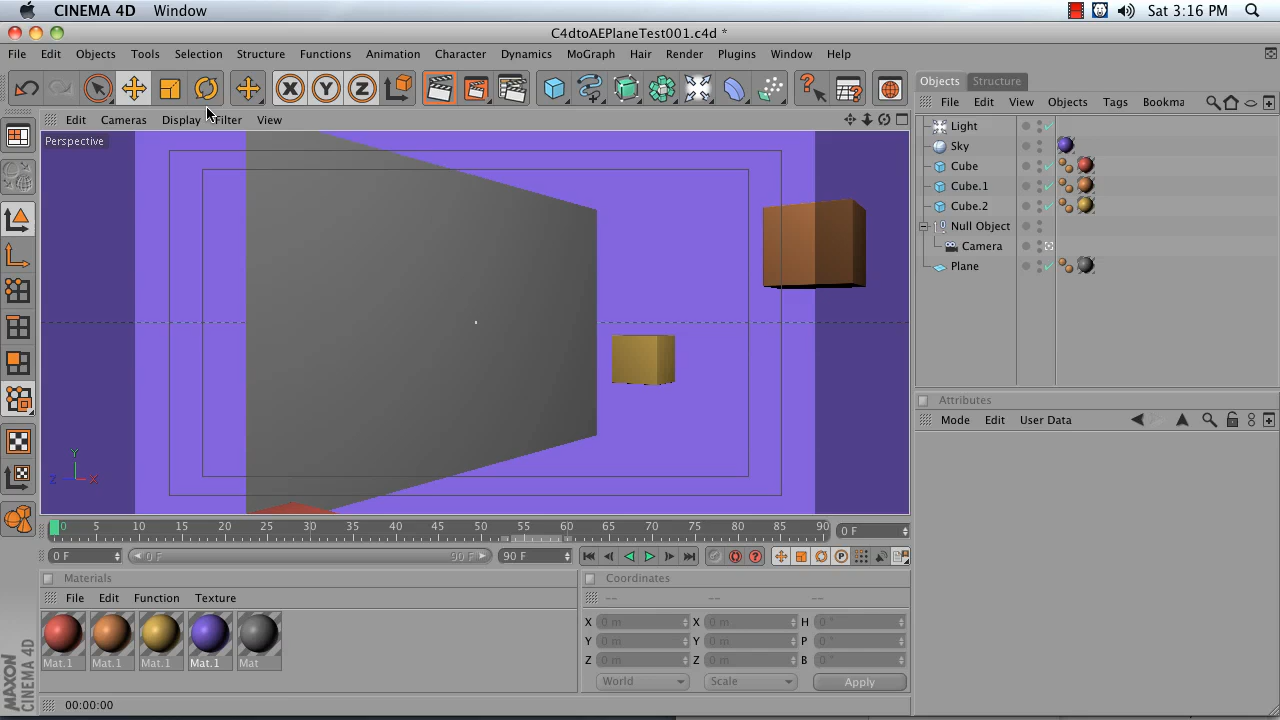 CINEMA 4D Window Sat 3:16 PM
C4dtoAEPlaneTest001.c4d *
File Edit Objects Tools Selection Structure Functions Animation Character Dynamics MoGraph Hair Render Plugins Window Help
X Y Z
Objects Structure
File Edit View Objects Tags Bookma
Edit Cameras Display Filter View
Perspective
Light
Sky
Cube
Cube.1
Cube.2
Null Object
Camera
Plane
Attributes
Mode Edit User Data
Y
Z X
0 5 10 15 20 25 30 35 40 45 50 55 60 65 70 75 80 85 90 0 F
0 F 0 F 90 F 90 F
Materials
File Edit Function Texture
Mat.1 Mat.1 Mat.1 Mat.1 Mat
Coordinates
-- -- --
X 0 m X 0 m H 0 °
Y 0 m Y 0 m P 0 °
Z 0 m Z 0 m B 0 °
World Scale Apply
MAXON
CINEMA 4D
00:00:00